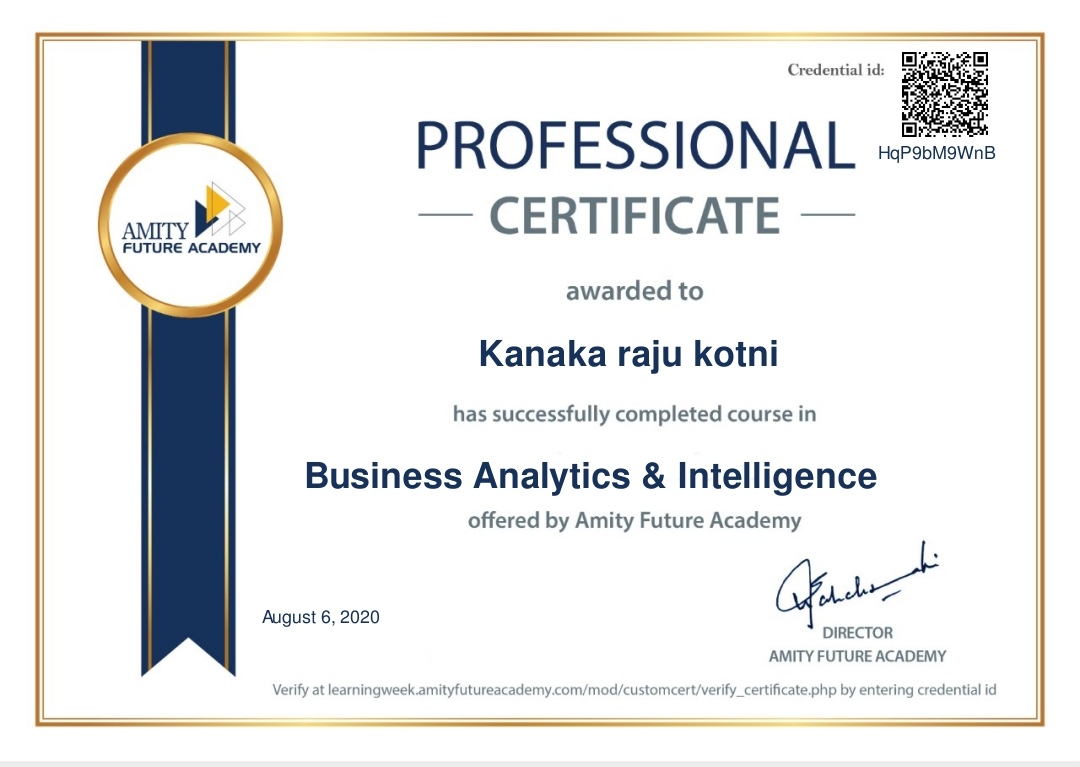 Credential id:
HqP9bM9WnB
PROFESSIONAL
CERTIFICATE
AMITY
FUTURE ACADEMY
awarded to
Kanaka raju kotni
has successfully completed course in
Business Analytics & Intelligence
offered by Amity Future Academy
August 6, 2020
DIRECTOR
AMITY FUTURE ACADEMY
Verify at learningweek.amityfutureacademy.com/mod/customcert/verify_certificate.php by entering credential id